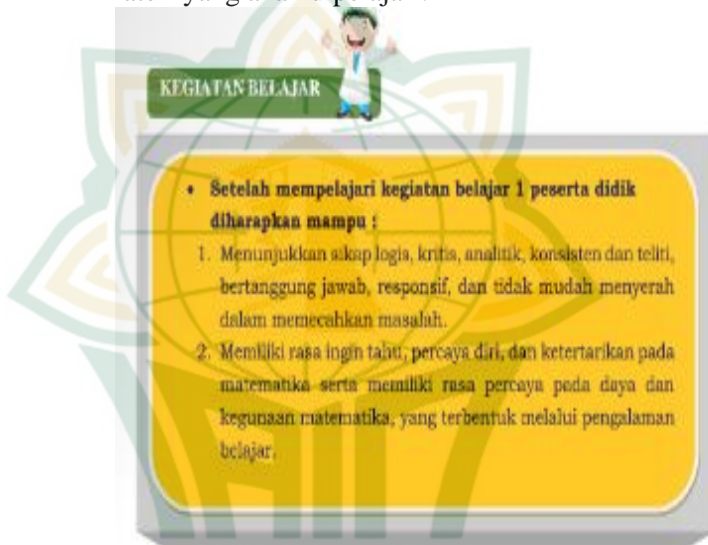 KEGIATAN BELAJAR
• Setelah mempelajari kegiatan belajar 1 peserta didik
diharapkan mampu :
1. Menunjukkan sikap logis, kritis, analitik, konsisten dan teliti,
bertanggung jawab, responsif, dan tidak mudah menyerah
dalam memecahkan masalah.
2. Memiliki rasa ingin tahu, percaya diri, dan ketertarikan pada
matematika serta memiliki rasa percaya pada daya dan
kegunaan matematika, yang terbentuk melalui pengalaman
belajar.